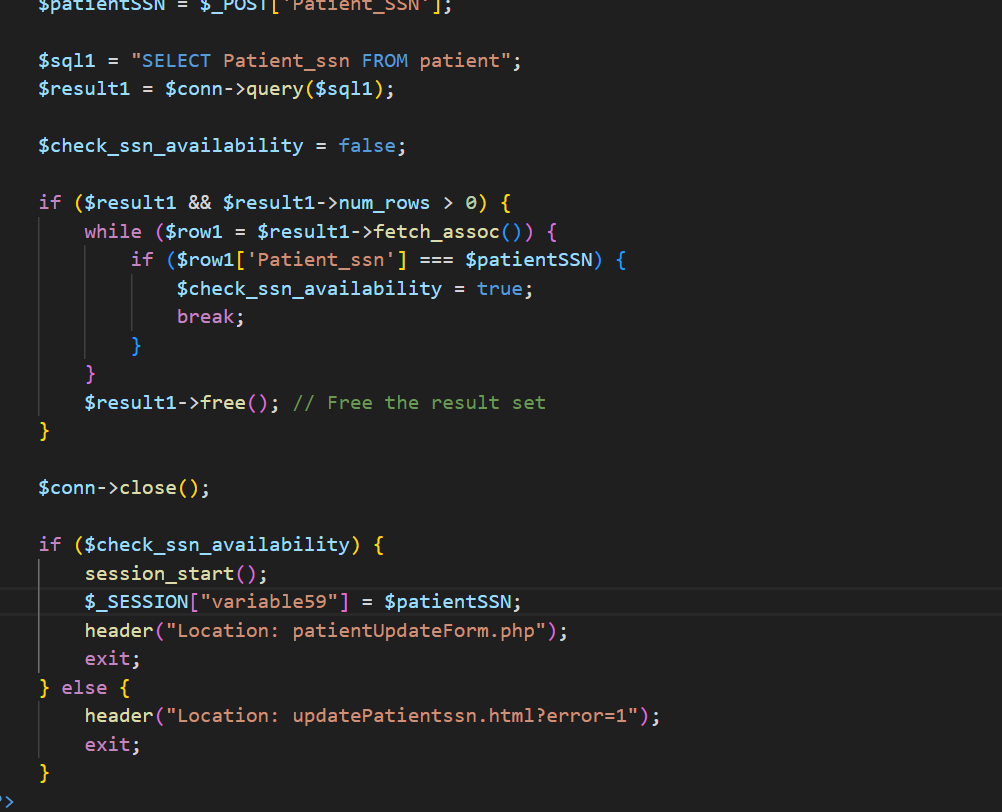 $patientSSN = $_POST['Patient_SSN'];
$sql1 = "SELECT Patient_ssn FROM patient";
$result1 = $conn->query($sql1);
$check_ssn_availability = false;
if ($result1 && $result1->num_rows > 0) {
while ($row1 = $result1->fetch_assoc()) {
if ($row1['Patient_ssn'] === $patientSSN) {
$check_ssn_availability = true;
break;
}
}
$result1->free(); // Free the result set
}
$conn->close();
if ($check_ssn_availability) {
session_start();
$_SESSION["variable59"] = $patientSSN;
header("Location: patientUpdateForm.php");
exit;
} else {
header("Location: updatePatientssn.html?error=1");
exit;
}
?>